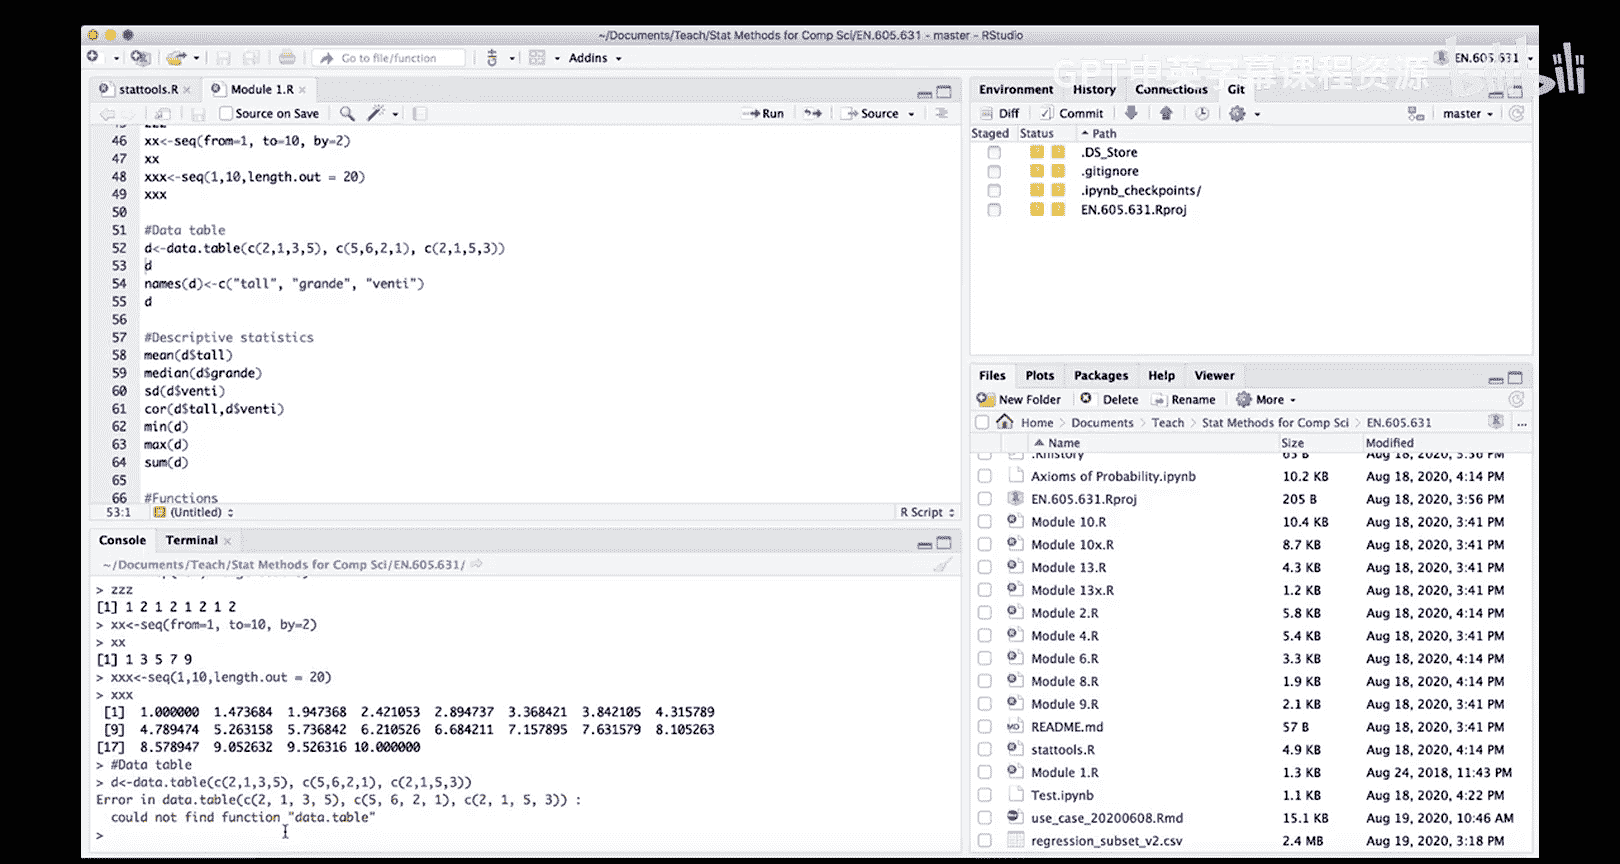 ~/Documents/Teach/Stat Methods for Comp Sci/EN.605.631 - master - RStudio
Go to file/function
Addins
EN.605.631
GPT中英字幕课程资源
bilibili
stattools.R
Module 1.R
Source on Save
Run
Source
46 xx<-seq(from=1, to=10, by=2)
47 xx
48 xxx<-seq(1,10,length.out = 20)
49 xxx
50
51 #Data table
52 d<-data.table(c(2,1,3,5), c(5,6,2,1), c(2,1,5,3))
53 d
54 names(d)<-c("tall", "grande", "venti")
55 d
56
57 #Descriptive statistics
58 mean(d$tall)
59 median(d$grande)
60 sd(d$venti)
61 cor(d$tall,d$venti)
62 min(d)
63 max(d)
64 sum(d)
65
66 #Functions
53:1 (Untitled) R Script
Console Terminal
~/Documents/Teach/Stat Methods for Comp Sci/EN.605.631/
> zzz
[1] 1 2 1 2 1 2 1 2
> xx<-seq(from=1, to=10, by=2)
> xx
[1] 1 3 5 7 9
> xxx<-seq(1,10,length.out = 20)
> xxx
[1] 1.000000 1.473684 1.947368 2.421053 2.894737 3.368421 3.842105 4.315789
[9] 4.789474 5.263158 5.736842 6.210526 6.684211 7.157895 7.631579 8.105263
[17] 8.578947 9.052632 9.526316 10.000000
> #Data table
> d<-data.table(c(2,1,3,5), c(5,6,2,1), c(2,1,5,3))
Error in data.table(c(2, 1, 3, 5), c(5, 6, 2, 1), c(2, 1, 5, 3)) :
could not find function "data.table"
>
Environment History Connections Git
Diff Commit master
Staged Status Path
.DS_Store
.gitignore
.ipynb_checkpoints/
EN.605.631.Rproj
Files Plots Packages Help Viewer
New Folder Delete Rename More
Home Documents Teach Stat Methods for Comp Sci EN.605.631 ...
Name Size Modified
.Rhistory 63 B Aug 18, 2020, 3:56 PM
Axioms of Probability.ipynb 10.2 KB Aug 18, 2020, 4:14 PM
EN.605.631.Rproj 205 B Aug 18, 2020, 3:56 PM
Module 10.R 10.4 KB Aug 18, 2020, 3:41 PM
Module 10x.R 8.7 KB Aug 18, 2020, 3:41 PM
Module 13.R 4.3 KB Aug 18, 2020, 3:41 PM
Module 13x.R 1.2 KB Aug 18, 2020, 3:41 PM
Module 2.R 5.8 KB Aug 18, 2020, 4:14 PM
Module 4.R 5.4 KB Aug 18, 2020, 3:41 PM
Module 6.R 3.3 KB Aug 18, 2020, 4:14 PM
Module 8.R 1.9 KB Aug 18, 2020, 4:14 PM
Module 9.R 2.1 KB Aug 18, 2020, 3:41 PM
README.md 57 B Aug 18, 2020, 3:41 PM
stattools.R 4.9 KB Aug 18, 2020, 4:14 PM
Module 1.R 1.3 KB Aug 24, 2018, 11:43 PM
Test.ipynb 1.1 KB Aug 18, 2020, 4:22 PM
use_case_20200608.Rmd 15.1 KB Aug 19, 2020, 10:46 AM
regression_subset_v2.csv 2.4 MB Aug 19, 2020, 3:18 PM